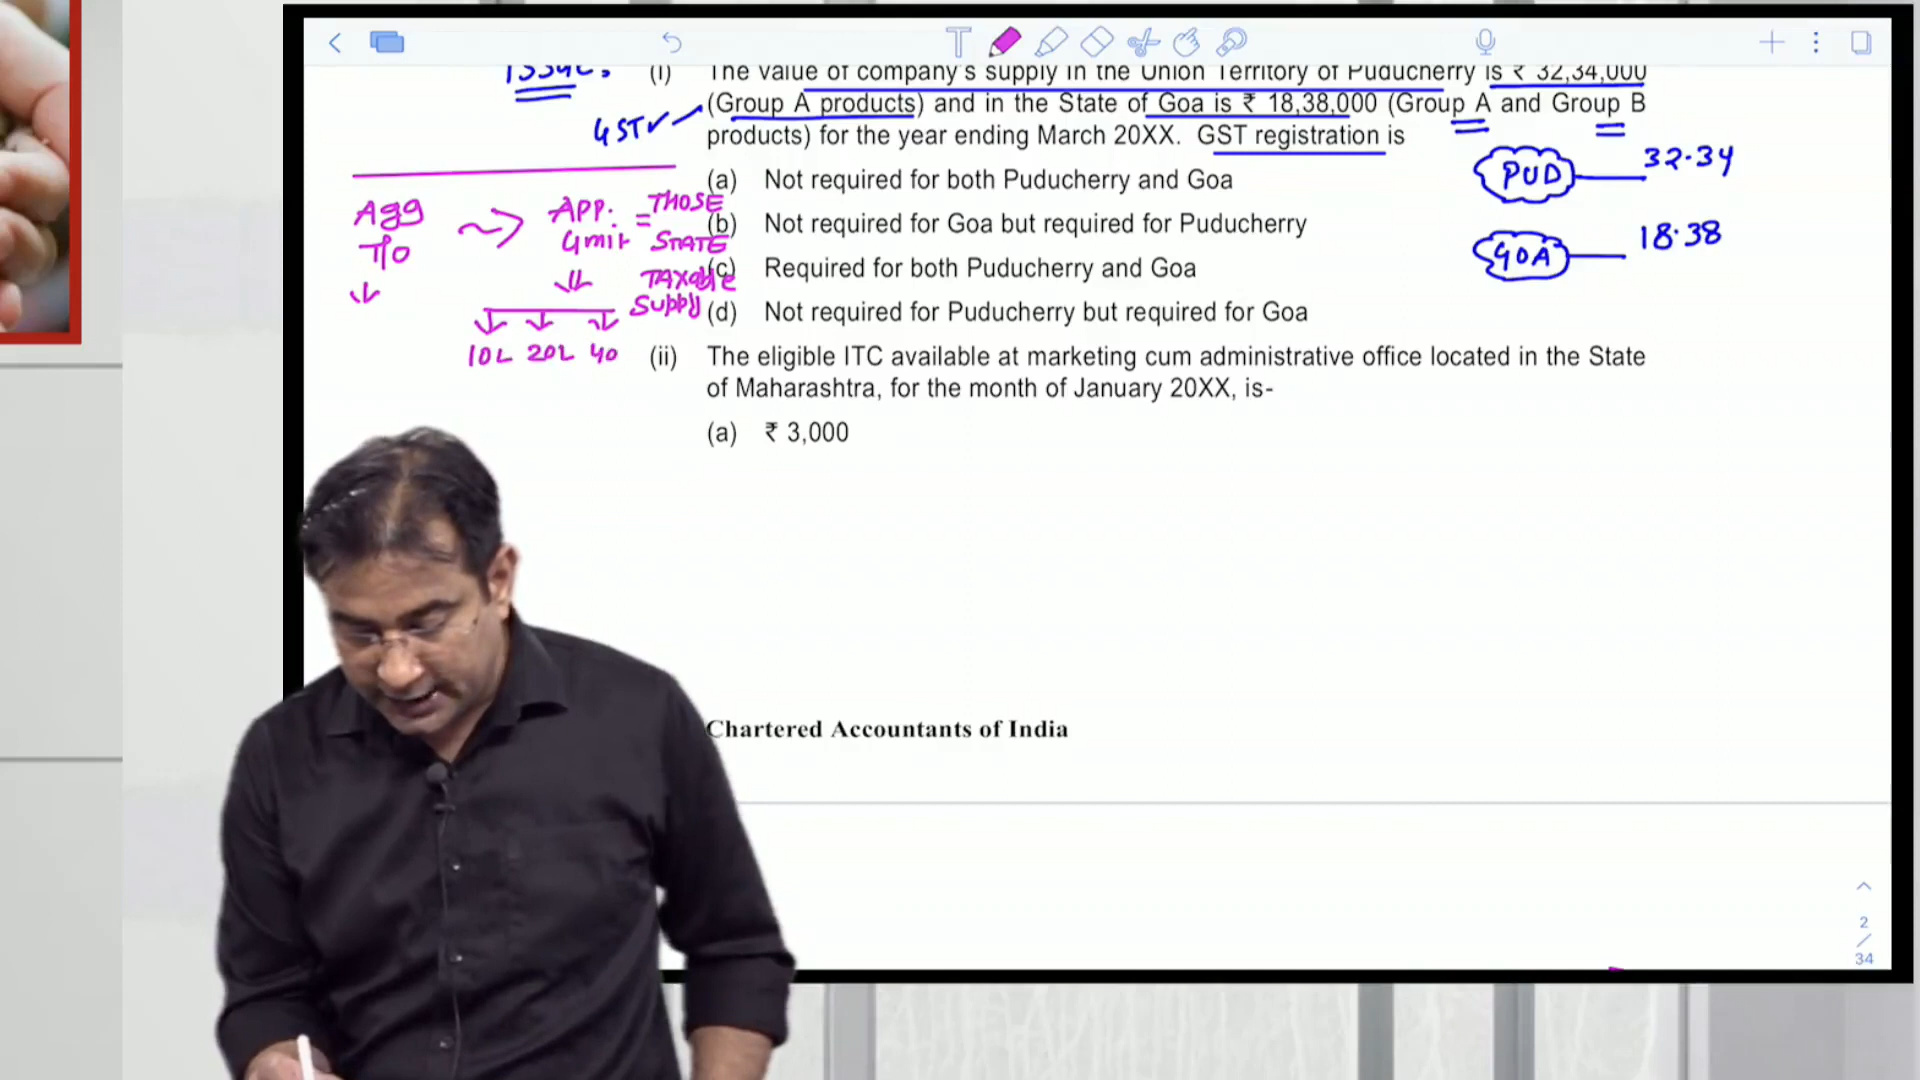 ISSUE:
(i) The value of company's supply in the Union Territory of Puducherry is ₹ 32,34,000
(Group A products) and in the State of Goa is ₹ 18,38,000 (Group A and Group B
GST✓
products) for the year ending March 20XX. GST registration is
PUD 32.34
(a) Not required for both Puducherry and Goa
Agg
T/O
APP.
limit
= THOSE
STATE
TAXable
Supply
(b) Not required for Goa but required for Puducherry
GOA 18.38
(c) Required for both Puducherry and Goa
(d) Not required for Puducherry but required for Goa
10L 20L 40
(ii) The eligible ITC available at marketing cum administrative office located in the State
of Maharashtra, for the month of January 20XX, is-
(a) ₹ 3,000
Chartered Accountants of India
2
/
34